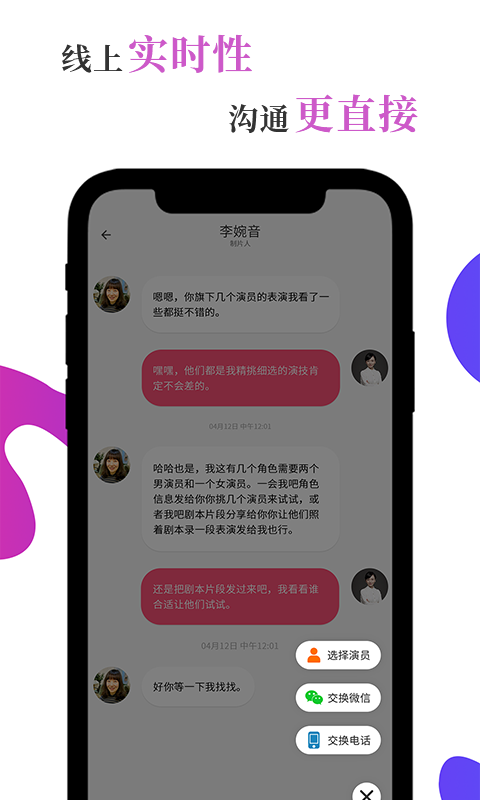 线上实时性
沟通更直接
李婉音
制片人
嗯嗯，你旗下几个演员的表演我看了一
些都挺不错的。
嘿嘿，他们都是我精挑细选的演技肯
定不会差的。
04月12日 中午12:01
哈哈也是，我这有几个角色需要两个
男演员和一个女演员。一会我吧角色
信息发给你你挑几个演员来试试，或
者我吧剧本片段分享给你你让他们照
着剧本录一段表演发给我也行。
还是把剧本片段发过来吧，我看看谁
合适让他们试试。
04月12日 中午12:01
好你等一下我找找。
选择演员
交换微信
交换电话